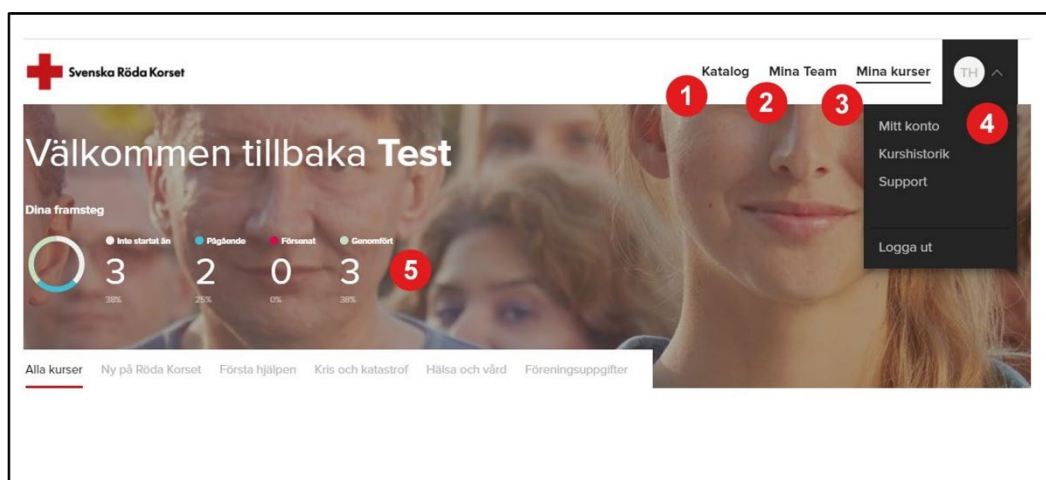 Svenska Röda Korset
Katalog Mina Team Mina kurser TH
1 2 3 4
Mitt konto
Kurshistorik
Support
Logga ut
Välkommen tillbaka Test
Dina framsteg
Inte startat än Pågående Försenat Genomfört
3 2 0 3 5
38% 25% 0% 38%
Alla kurser Ny på Röda Korset Första hjälpen Kris och katastrof Hälsa och vård Föreningsuppgifter